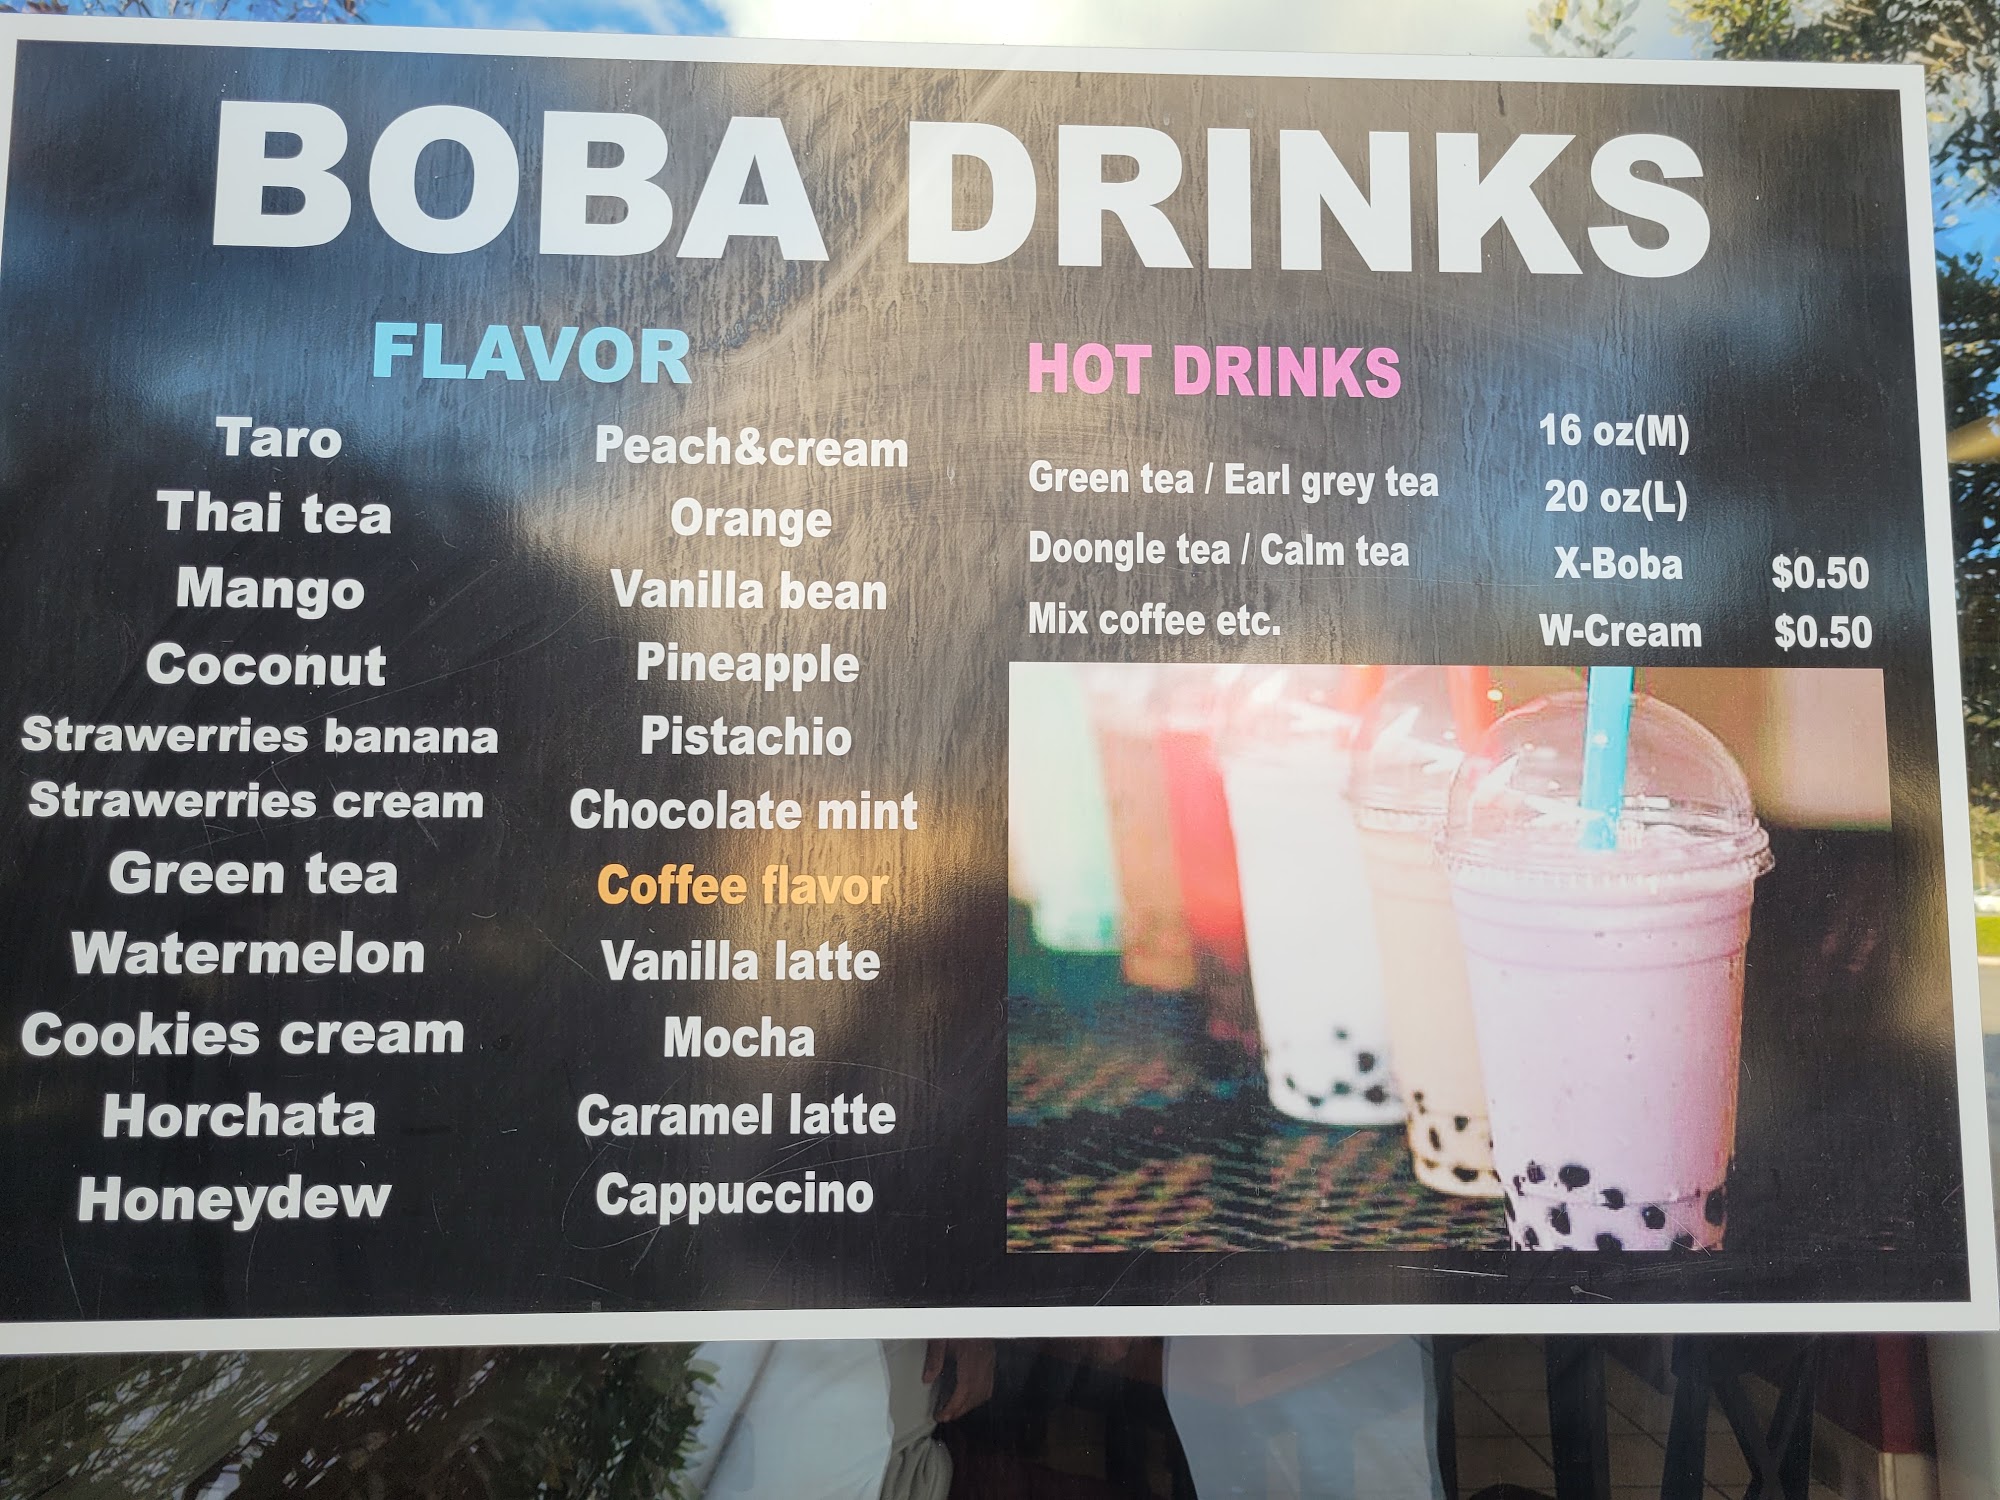 BOBA DRINKS
FLAVOR
Taro
Thai tea
Mango
Coconut
Strawerries banana
Strawerries cream
Green tea
Watermelon
Cookies cream
Horchata
Honeydew
Peach&cream
Orange
Vanilla bean
Pineapple
Pistachio
Chocolate mint
Coffee flavor
Vanilla latte
Mocha
Caramel latte
Cappuccino
HOT DRINKS
Green tea / Earl grey tea
Doongle tea / Calm tea
Mix coffee etc.
16 oz(M)
20 oz(L)
X-Boba $0.50
W-Cream $0.50